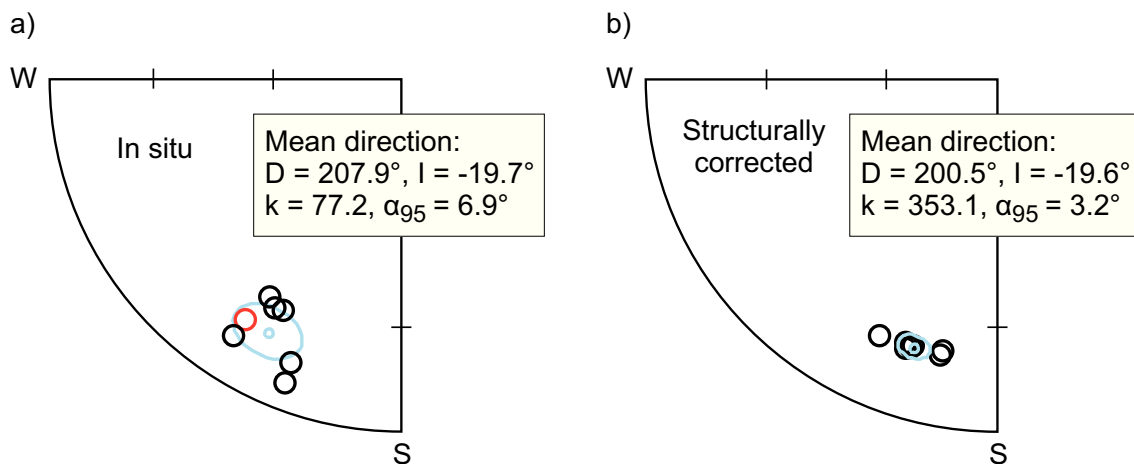 a)
W
In situ
Mean direction:
D = 207.9°, I = -19.7°
k = 77.2, α95 = 6.9°
S
b)
W
Structurally
corrected
Mean direction:
D = 200.5°, I = -19.6°
k = 353.1, α95 = 3.2°
S